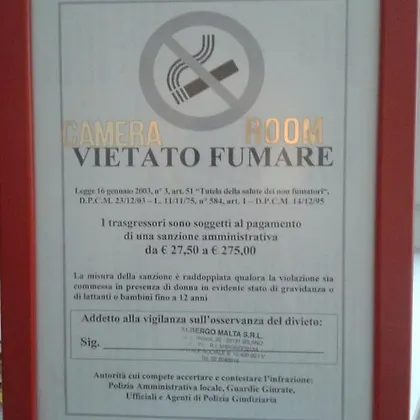 CAMERA ROOM
VIETATO FUMARE
Legge 16 gennaio 2003, n° 3, art. 51 "Tutela della salute dei non fumatori",
D.P.C.M. 23/12/03 – L. 11/11/75, n° 584, art. 1 – D.P.C.M. 14/12/95
I trasgressori sono soggetti al pagamento
di una sanzione amministrativa
da € 27,50 a € 275,00
La misura della sanzione è raddoppiata qualora la violazione sia
commessa in presenza di donna in evidente stato di gravidanza o
di lattanti o bambini fino a 12 anni
Addetto alla vigilanza sull'osservanza del divieto:
ALBERGO MALTA S.R.L.
20131 MILANO
Sig.
Autorità cui compete accertare e contestare l'infrazione:
Polizia Amministrativa locale, Guardie Giurate,
Ufficiali e Agenti di Polizia Giudiziaria